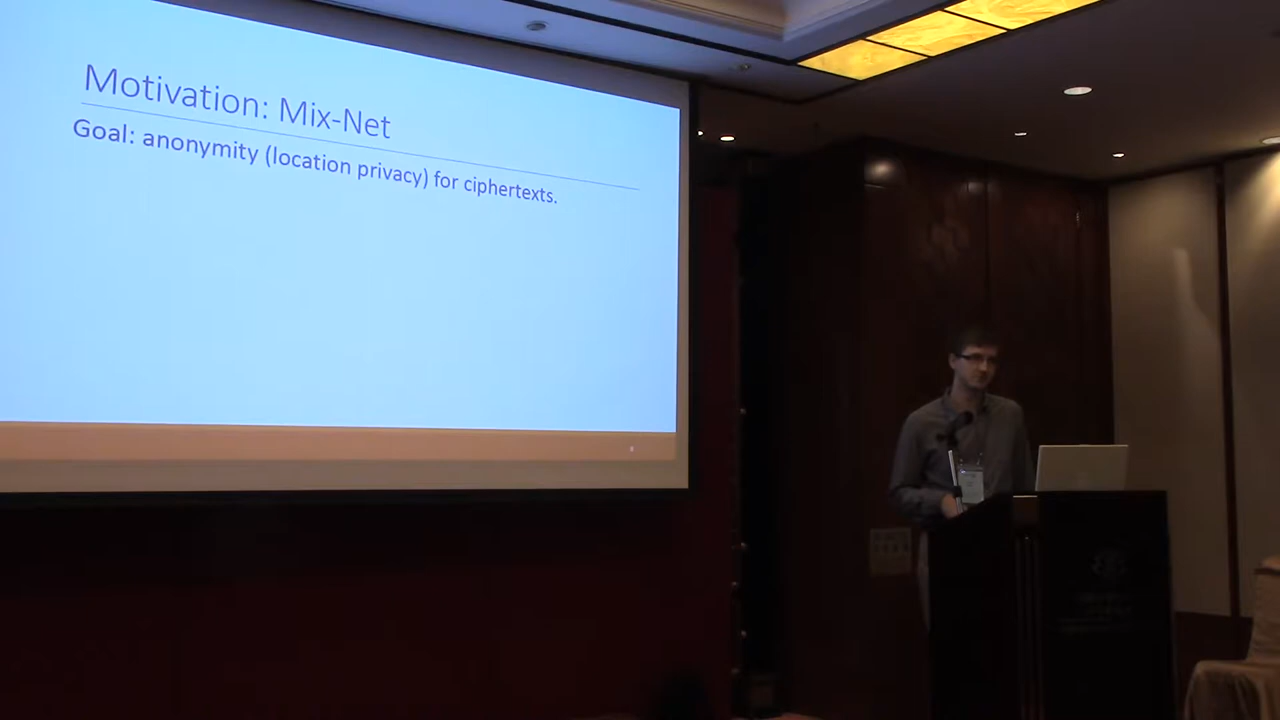 Motivation: Mix-Net
Goal: anonymity (location privacy) for ciphertexts.